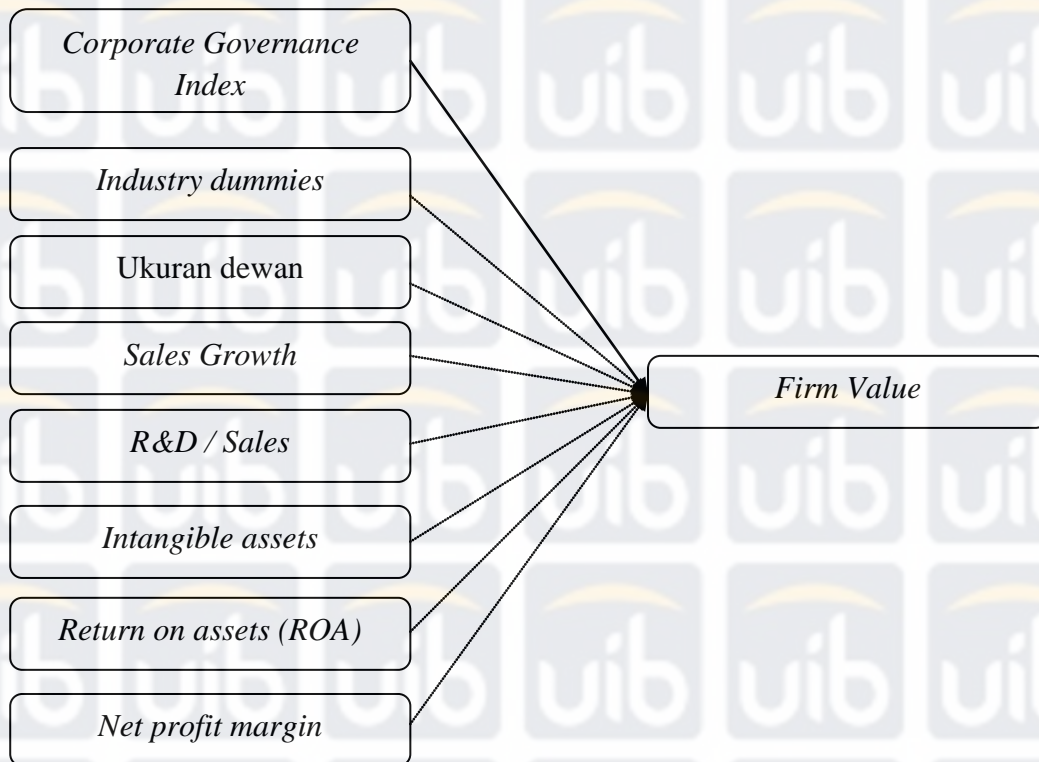 Corporate Governance
Index
Industry dummies
Ukuran dewan
Sales Growth
R&D / Sales
Intangible assets
Return on assets (ROA)
Net profit margin
Firm Value